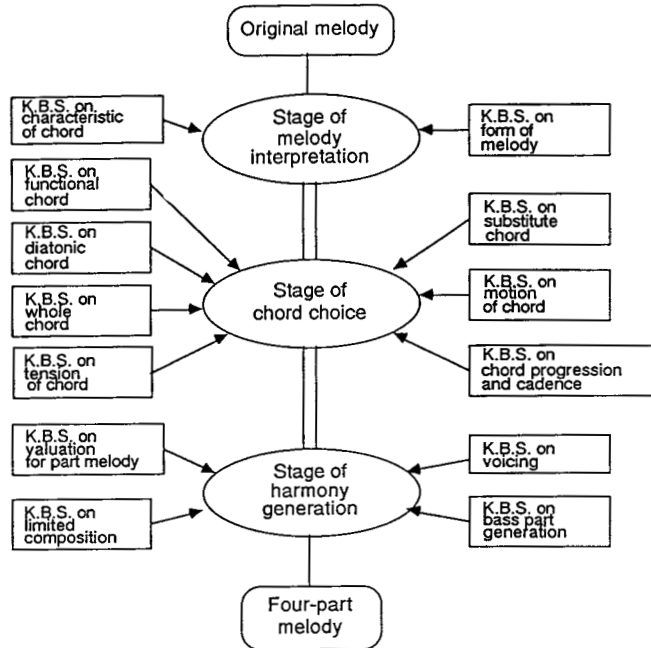 Original melody
K.B.S. on
characteristic
of chord
Stage of
melody
interpretation
K.B.S. on
form of
melody
K.B.S. on
functional
chord
K.B.S. on
diatonic
chord
K.B.S. on
whole
chord
K.B.S. on
tension
of chord
Stage of
chord choice
K.B.S. on
substitute
chord
K.B.S. on
motion
of chord
K.B.S. on
chord progression
and cadence
K.B.S. on
yaluation
for part melody
K.B.S. on
limited
composition
Stage of
harmony
generation
K.B.S. on
voicing
K.B.S. on
bass part
generation
Four-part
melody